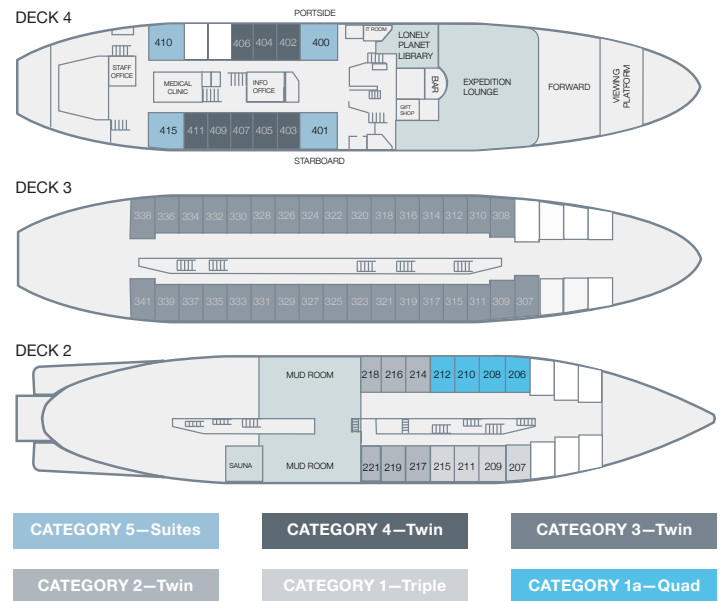 PORTSIDE
DECK 4
410
406 404 402
400
IT ROOM
LONELY
PLANET
LIBRARY
STAFF
OFFICE
MEDICAL
CLINIC
INFO
OFFICE
BAR
EXPEDITION
LOUNGE
FORWARD
VIEWING
PLATFORM
GIFT
SHOP
415 411 409 407 405 403 401
STARBOARD
DECK 3
338 336 334 332 330 328 326 324 322 320 318 316 314 312 310 308
341 339 337 335 333 331 329 327 325 323 321 319 317 315 311 309 307
DECK 2
MUD ROOM
218 216 214 212 210 208 206
SAUNA
MUD ROOM
221 219 217 215 211 209 207
CATEGORY 5—Suites
CATEGORY 4—Twin
CATEGORY 3—Twin
CATEGORY 2—Twin
CATEGORY 1—Triple
CATEGORY 1a—Quad